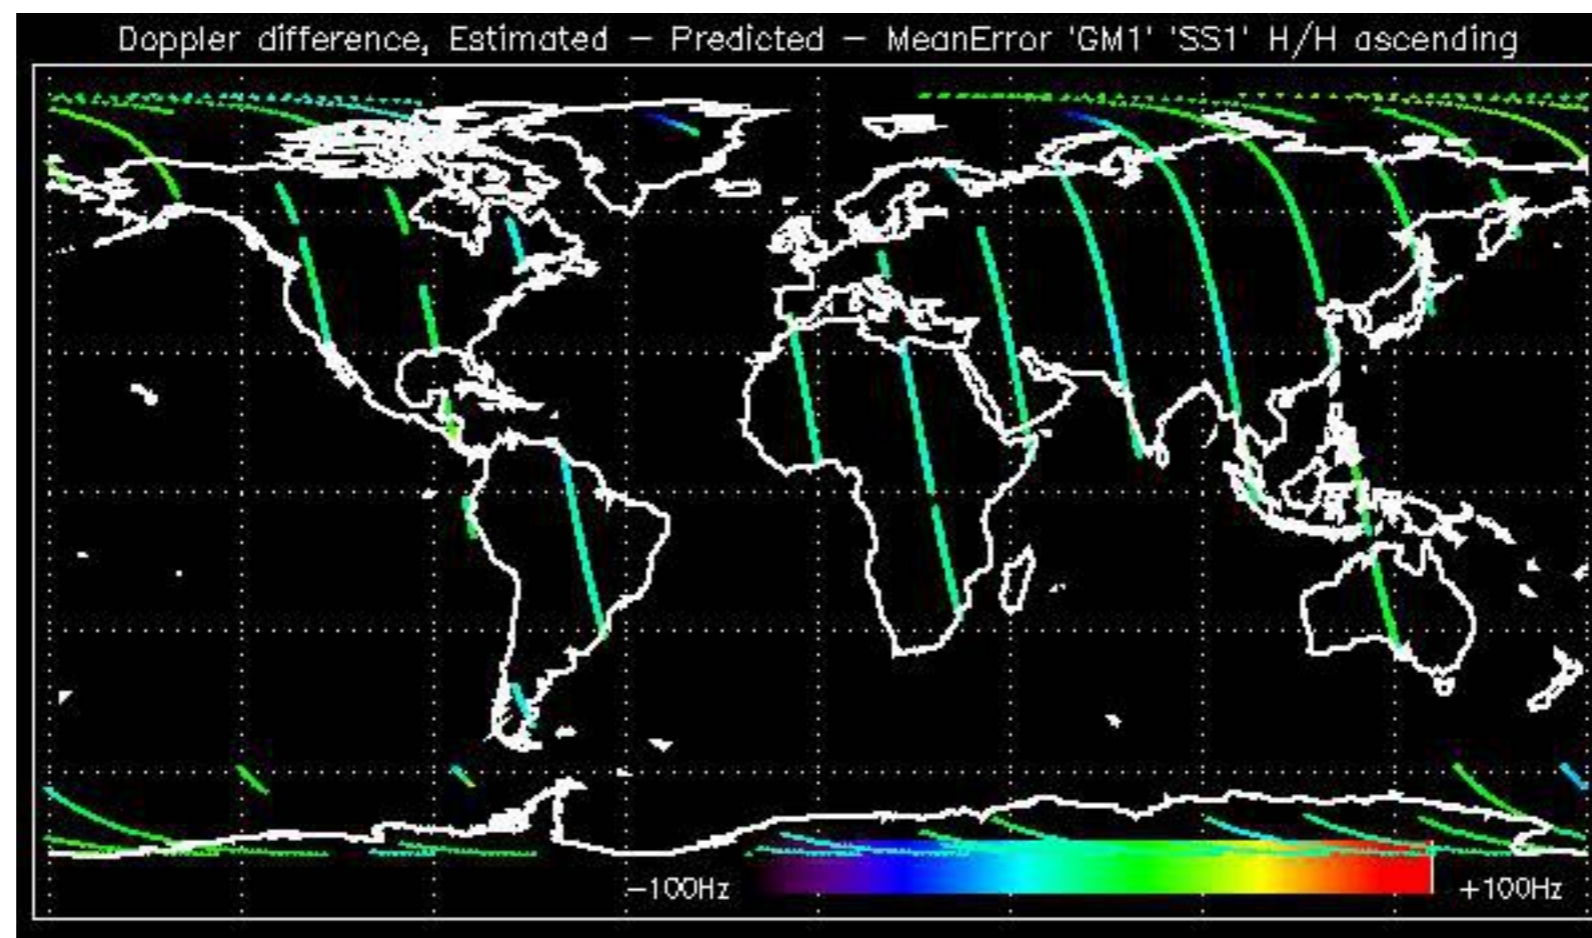 Doppler difference, Estimated – Predicted – MeanError 'GM1' 'SS1' H/H ascending
−100Hz
+100Hz